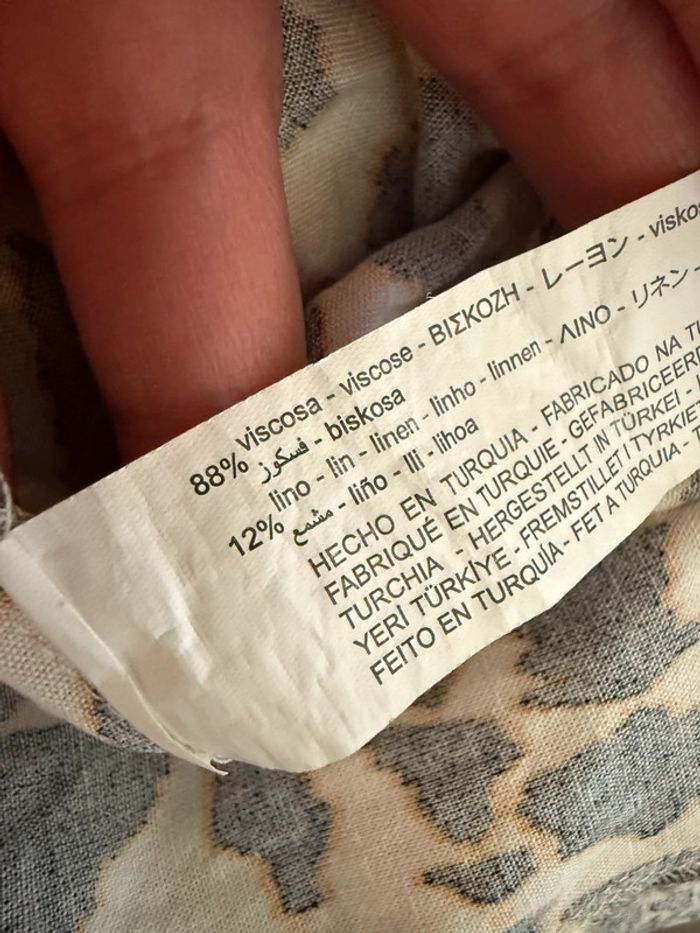 88% viscosa - viscose - ΒΙΣΚΟΖΗ - レーヨン -
فسكوز - biskosa
12% lino - lin - linen - linho - linnen - ΛΙΝΟ - リネン -
مشمع - liño - lli - lihoa
HECHO EN TURQUIA - FABRICADO NA
FABRIQUÉ EN TURQUIE - GEFABRICEERD
TURCHIA - HERGESTELLT IN TÜRKEI -
YERİ TÜRKİYE - FREMSTILLET I TYRKIET
FEITO EN TURQUÍA - FET A TURQUIA -